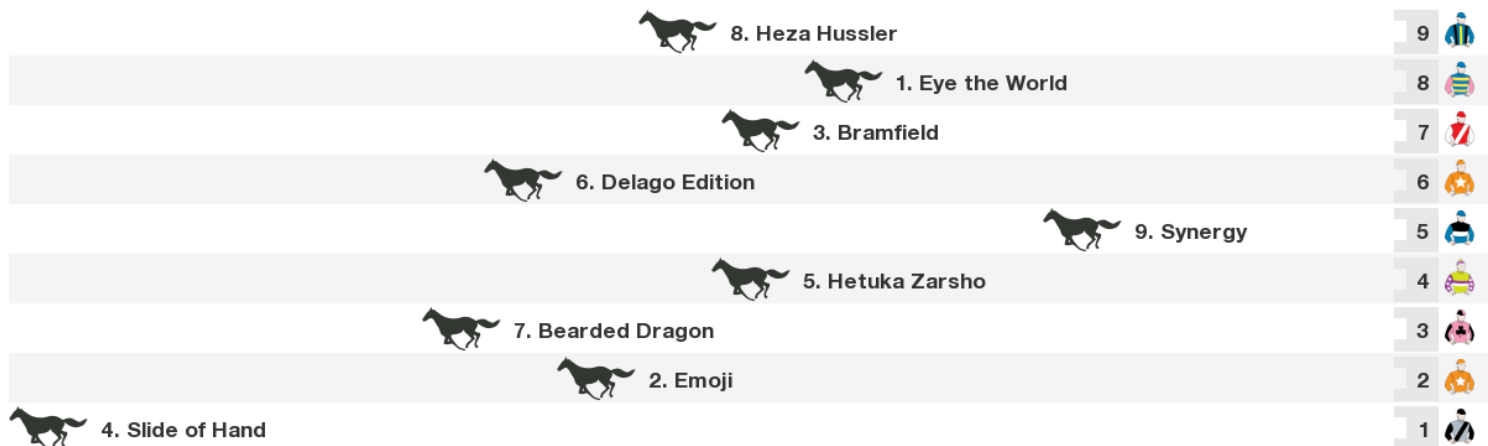 8. Heza Hussler 9
1. Eye the World 8
3. Bramfield 7
6. Delago Edition 6
9. Synergy 5
5. Hetuka Zarsho 4
7. Bearded Dragon 3
2. Emoji 2
4. Slide of Hand 1